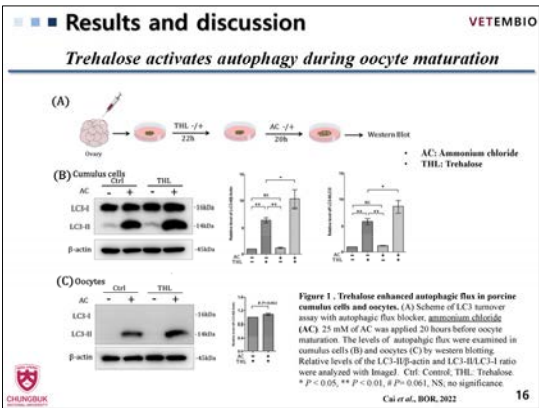 Results and discussion
VETEMBIO
Trehalose activates autophagy during oocyte maturation
(A)
THL -/+
22h
AC -/+
20h
Western Blot
Ovary
• AC: Ammonium chloride
• THL: Trehalose
(B) Cumulus cells
Ctrl THL
AC - + - +
LC3-I -16kDa
LC3-II -14kDa
β-actin -45kDa
AC - + - +
THL - - + +
AC - + - +
THL - - + +
(C) Oocytes
Ctrl THL
AC - + - +
LC3-I -16kDa
LC3-II -14kDa
β-actin -45kDa
AC + +
THL - +
Figure 1 . Trehalose enhanced autophagic flux in porcine
cumulus cells and oocytes. (A) Scheme of LC3 turnover
assay with autophagic flux blocker, ammonium chloride
(AC). 25 mM of AC was applied 20 hours before oocyte
maturation. The levels of autopahgic flux were examined in
cumulus cells (B) and oocytes (C) by western blotting.
Relative levels of the LC3-II/β-actin and LC3-II/LC3-I ratio
were analyzed with ImageJ. Ctrl: Control; THL: Trehalose.
* P < 0.05, ** P < 0.01, # P= 0.061, NS; no significance.
Cai et al., BOR, 2022
16
CHUNGBUK
NATIONAL UNIVERSITY